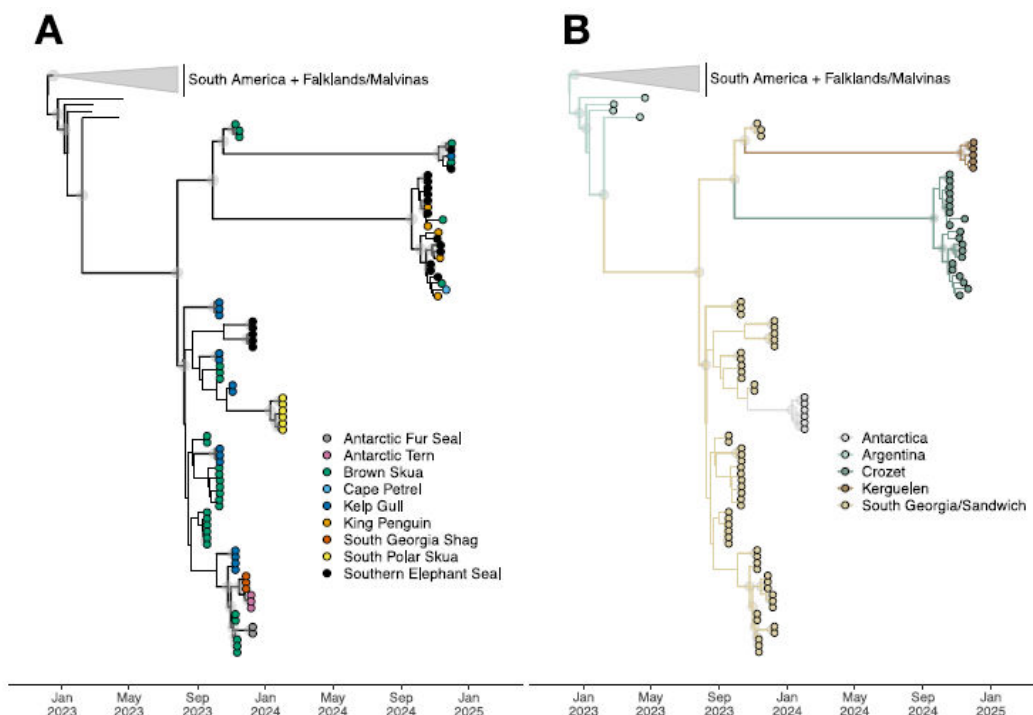 A
South America + Falklands/Malvinas
Antarctic Fur Seal
Antarctic Tern
Brown Skua
Cape Petrel
Kelp Gull
King Penguin
South Georgia Shag
South Polar Skua
Southern Elephant Seal
Jan 2023
May 2023
Sep 2023
Jan 2024
May 2024
Sep 2024
Jan 2025
B
South America + Falklands/Malvinas
Antarctica
Argentina
Crozet
Kerguelen
South Georgia/Sandwich
Jan 2023
May 2023
Sep 2023
Jan 2024
May 2024
Sep 2024
Jan 2025